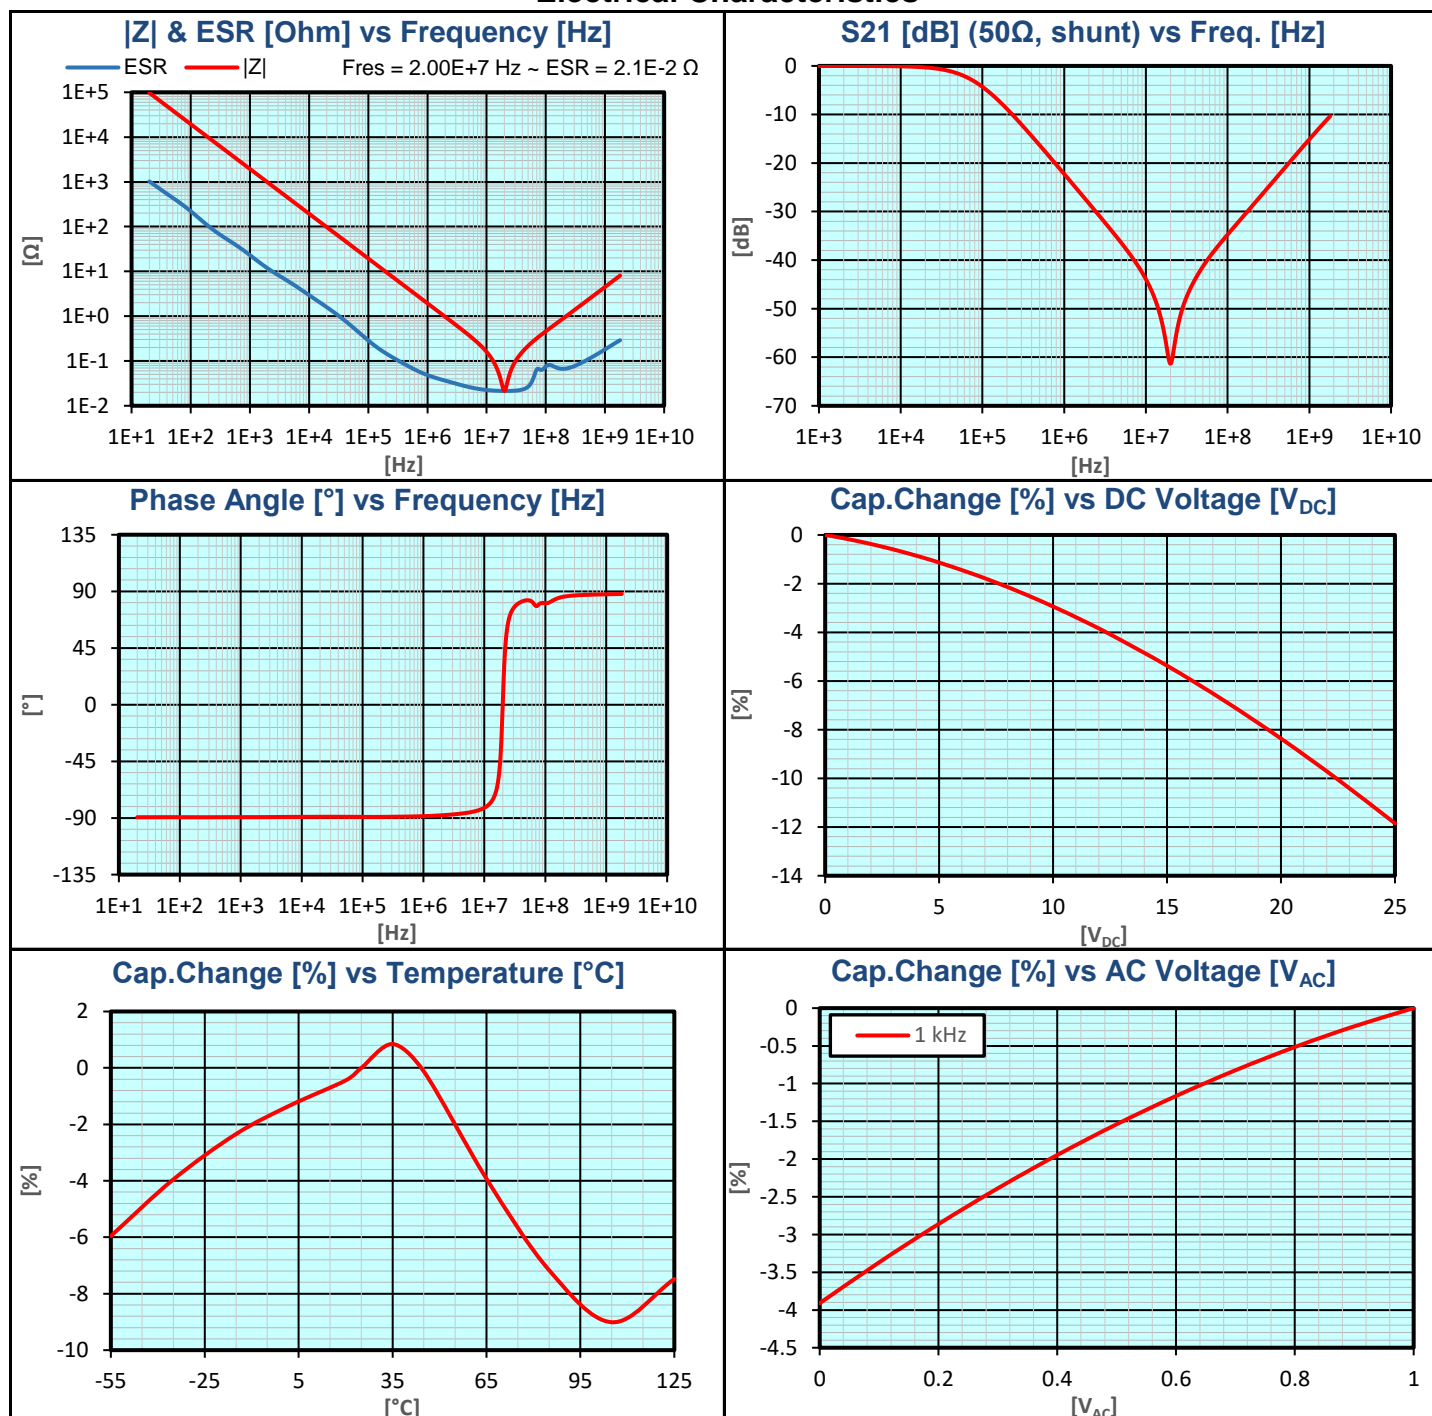 |Z| & ESR [Ohm] vs Frequency [Hz]
ESR |Z| Fres = 2.00E+7 Hz ~ ESR = 2.1E-2 Ω
1E+5
1E+4
1E+3
1E+2
1E+1
1E+0
1E-1
1E-2
[Ω]
1E+1 1E+2 1E+3 1E+4 1E+5 1E+6 1E+7 1E+8 1E+9 1E+10
[Hz]
S21 [dB] (50Ω, shunt) vs Freq. [Hz]
0
-10
-20
-30
-40
-50
-60
-70
[dB]
1E+3 1E+4 1E+5 1E+6 1E+7 1E+8 1E+9 1E+10
[Hz]
Phase Angle [°] vs Frequency [Hz]
135
90
45
0
-45
-90
-135
[°]
1E+1 1E+2 1E+3 1E+4 1E+5 1E+6 1E+7 1E+8 1E+9 1E+10
[Hz]
Cap.Change [%] vs DC Voltage [VDC]
0
-2
-4
-6
-8
-10
-12
-14
[%]
0 5 10 15 20 25
[VDC]
Cap.Change [%] vs Temperature [°C]
2
0
-2
-4
-6
-8
-10
[%]
-55 -25 5 35 65 95 125
[°C]
Cap.Change [%] vs AC Voltage [VAC]
1 kHz
0
-0.5
-1
-1.5
-2
-2.5
-3
-3.5
-4
-4.5
[%]
0 0.2 0.4 0.6 0.8 1
[VAC]